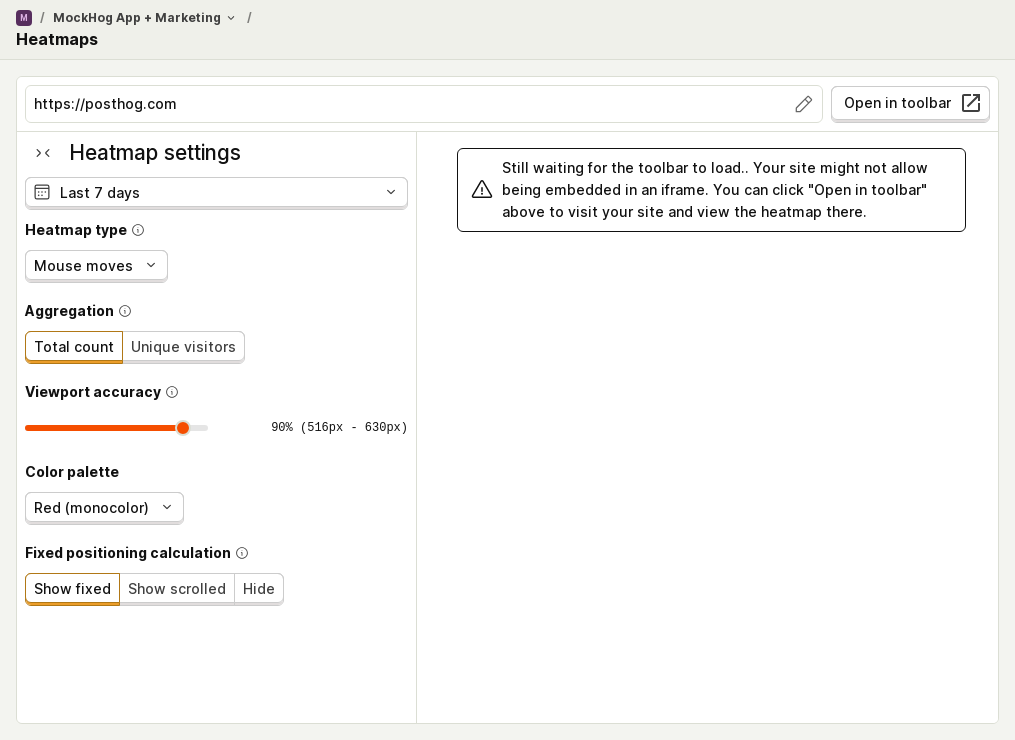 M / MockHog App + Marketing /
Heatmaps
https://posthog.com
Open in toolbar
Heatmap settings
Last 7 days
Heatmap type
Mouse moves
Aggregation
Total count Unique visitors
Viewport accuracy
90% (516px - 630px)
Color palette
Red (monocolor)
Fixed positioning calculation
Show fixed Show scrolled Hide
Still waiting for the toolbar to load.. Your site might not allow
being embedded in an iframe. You can click "Open in toolbar"
above to visit your site and view the heatmap there.